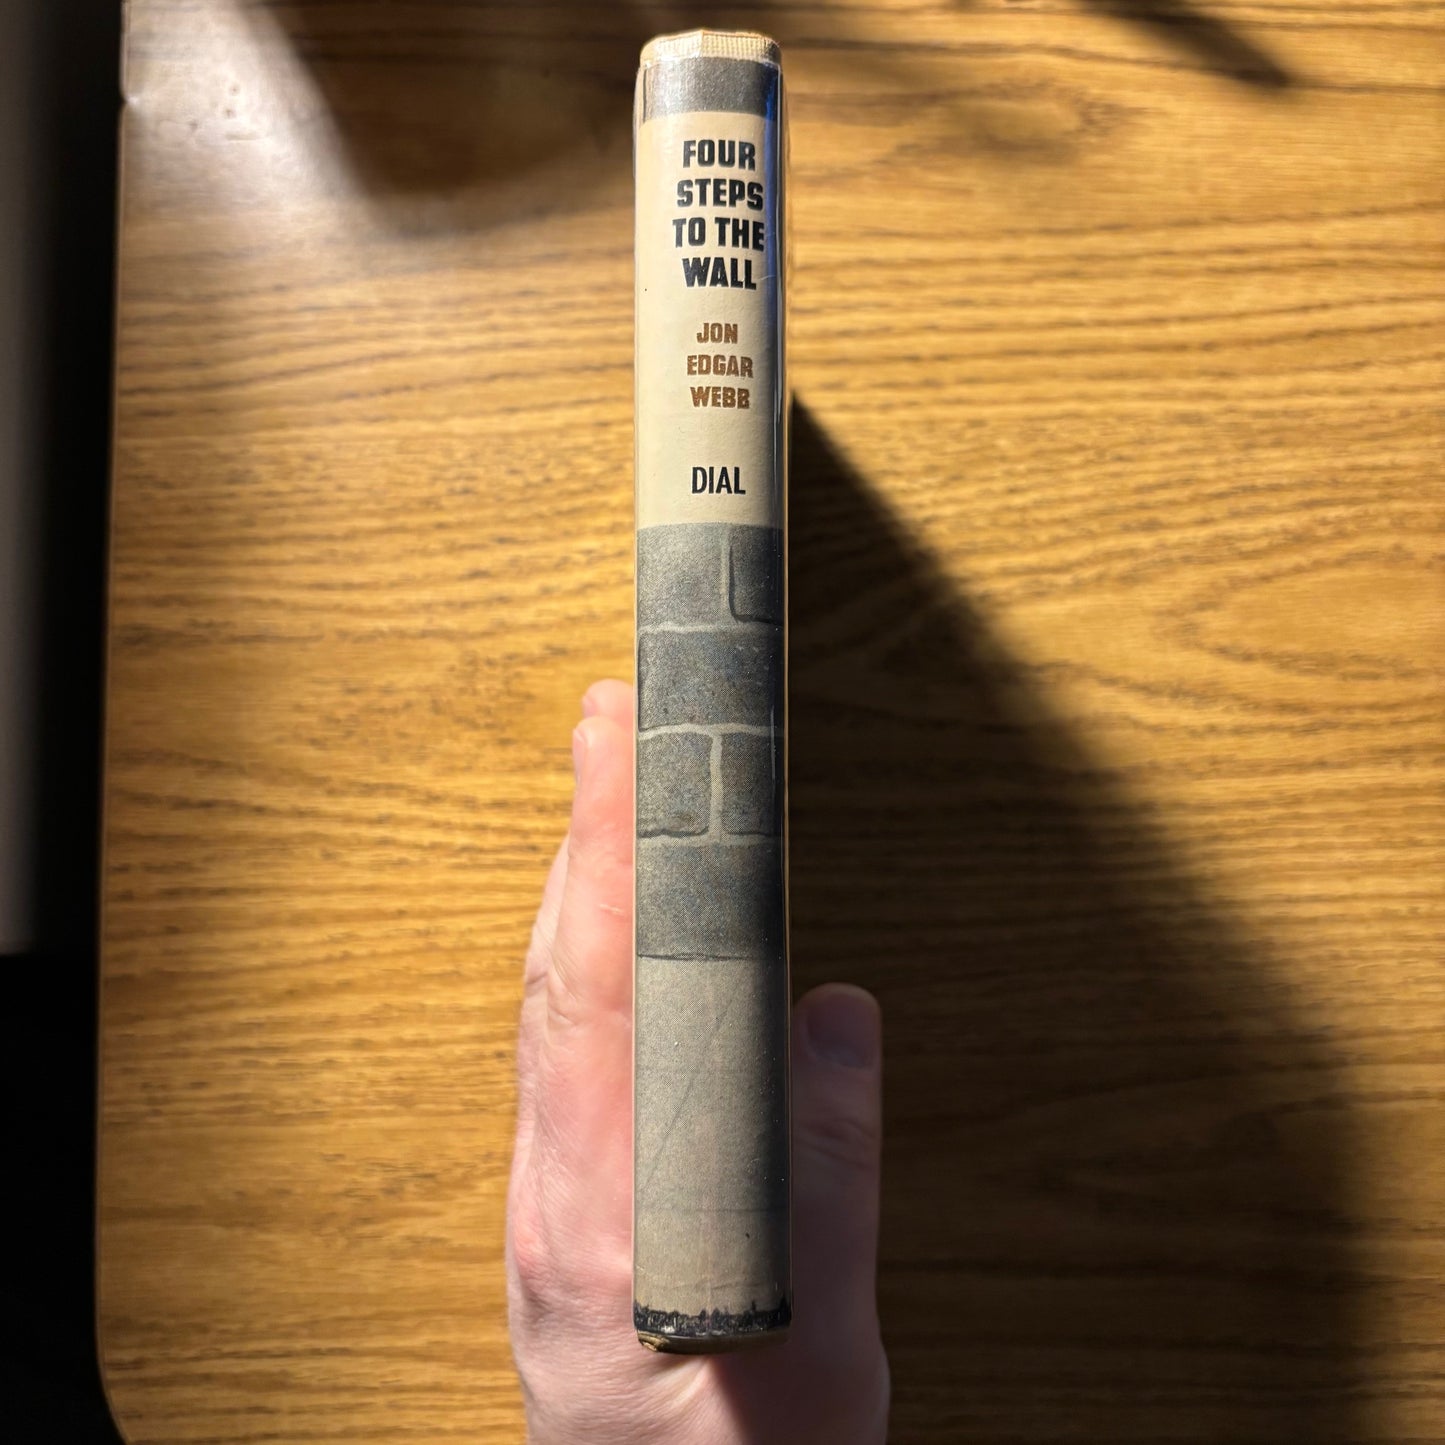 FOUR
STEPS
TO THE
WALL
JON
EDGAR
WEBB
DIAL